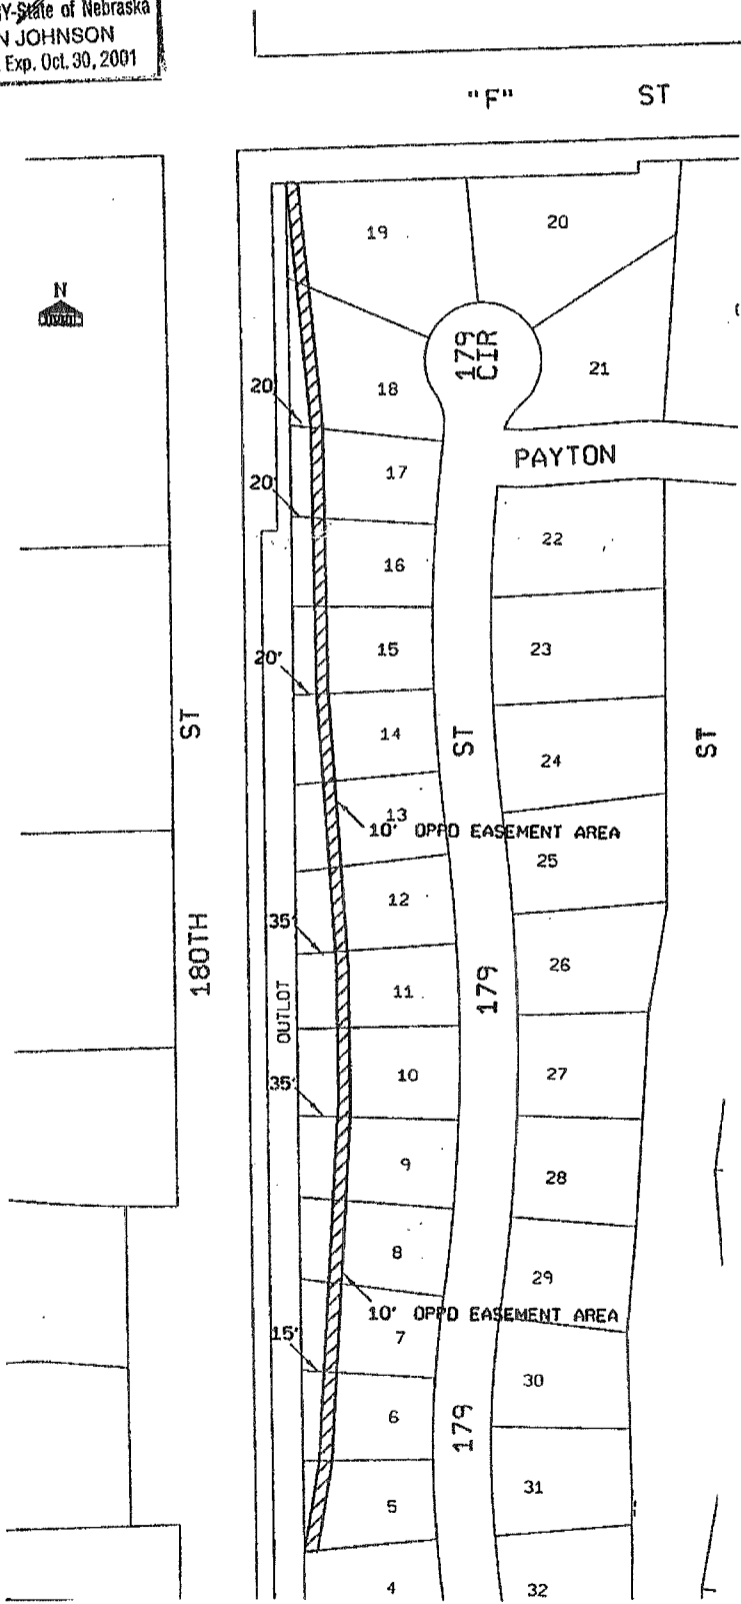 Y-State of Nebraska
N JOHNSON
Exp. Oct. 30, 2001
"F" ST
N
19
20
179
CIR
21
20'
18
PAYTON
17
20'
22
16
15
23
20'
ST
14
ST
ST
24
13
10' OPPD EASEMENT AREA
25
12
35'
180TH
26
179
11
OUTLOT
10
27
35'
9
28
8
29
10' OPPD EASEMENT AREA
15'
7
30
6
179
31
5
4
32